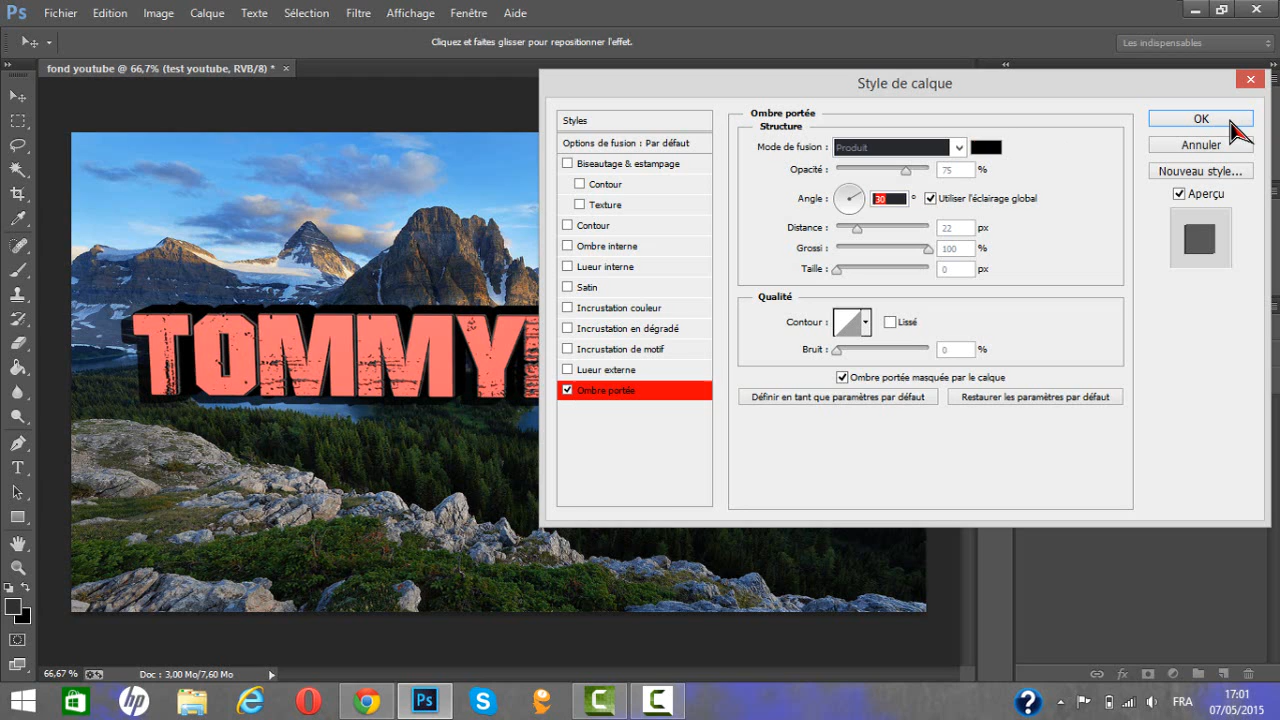 Ps Fichier Edition Image Calque Texte Sélection Filtre Affichage Fenêtre Aide
Cliquez et faites glisser pour repositionner l'effet.
Les indispensables
fond youtube @ 66,7% (test youtube, RVB/8) * ×
Style de calque
Styles
Options de fusion : Par défaut
Biseautage & estampage
Contour
Texture
Contour
Ombre interne
Lueur interne
Satin
Incrustation couleur
Incrustation en dégradé
Incrustation de motif
Lueur externe
Ombre portée
Ombre portée
Structure
Mode de fusion : Produit
Opacité : 75 %
Angle : 30 ° Utiliser l'éclairage global
Distance : 22 px
Grossi : 100 %
Taille : 0 px
Qualité
Contour : Lissé
Bruit : 0 %
Ombre portée masquée par le calque
Définir en tant que paramètres par défaut Restaurer les paramètres par défaut
OK
Annuler
Nouveau style...
Aperçu
TOMMY
66,67 % Doc : 3,00 Mo/7,60 Mo
fx
hp Ps
FRA
17:01
07/05/2015